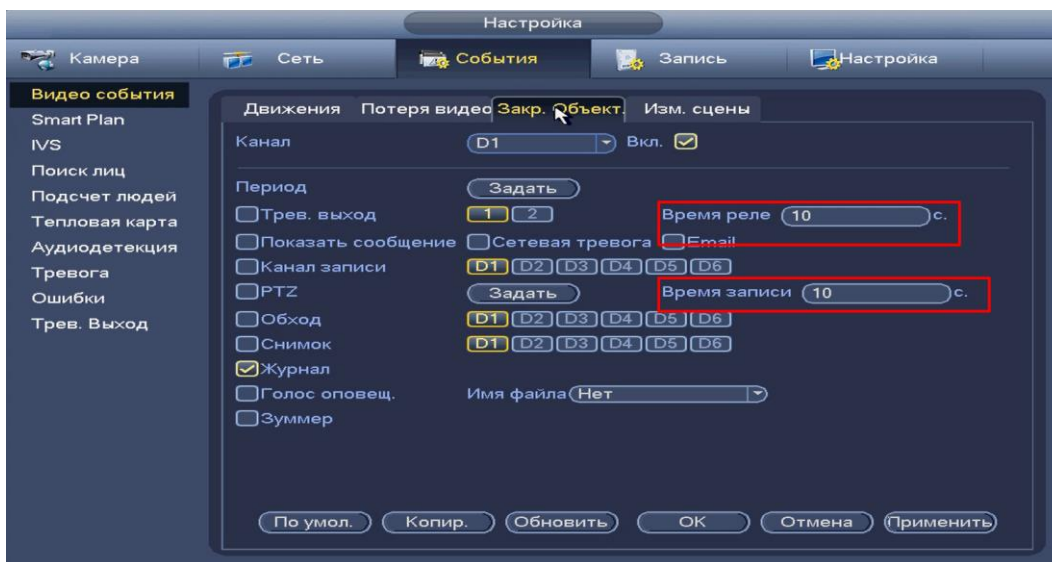 Настройка
Камера Сеть События Запись Настройка
Видео события
Smart Plan
IVS
Поиск лиц
Подсчет людей
Тепловая карта
Аудиодетекция
Тревога
Ошибки
Трев. Выход
Движения Потеря видео Закр. Объект. Изм. сцены
Канал D1 Вкл.
Период Задать
Трев. выход 1 2 Время реле 10 с.
Показать сообщение Сетевая тревога Email
Канал записи D1 D2 D3 D4 D5 D6
PTZ Задать Время записи 10 с.
Обход D1 D2 D3 D4 D5 D6
Снимок D1 D2 D3 D4 D5 D6
Журнал
Голос оповещ. Имя файла Нет
Зуммер
По умол. Копир. Обновить OK Отмена Применить